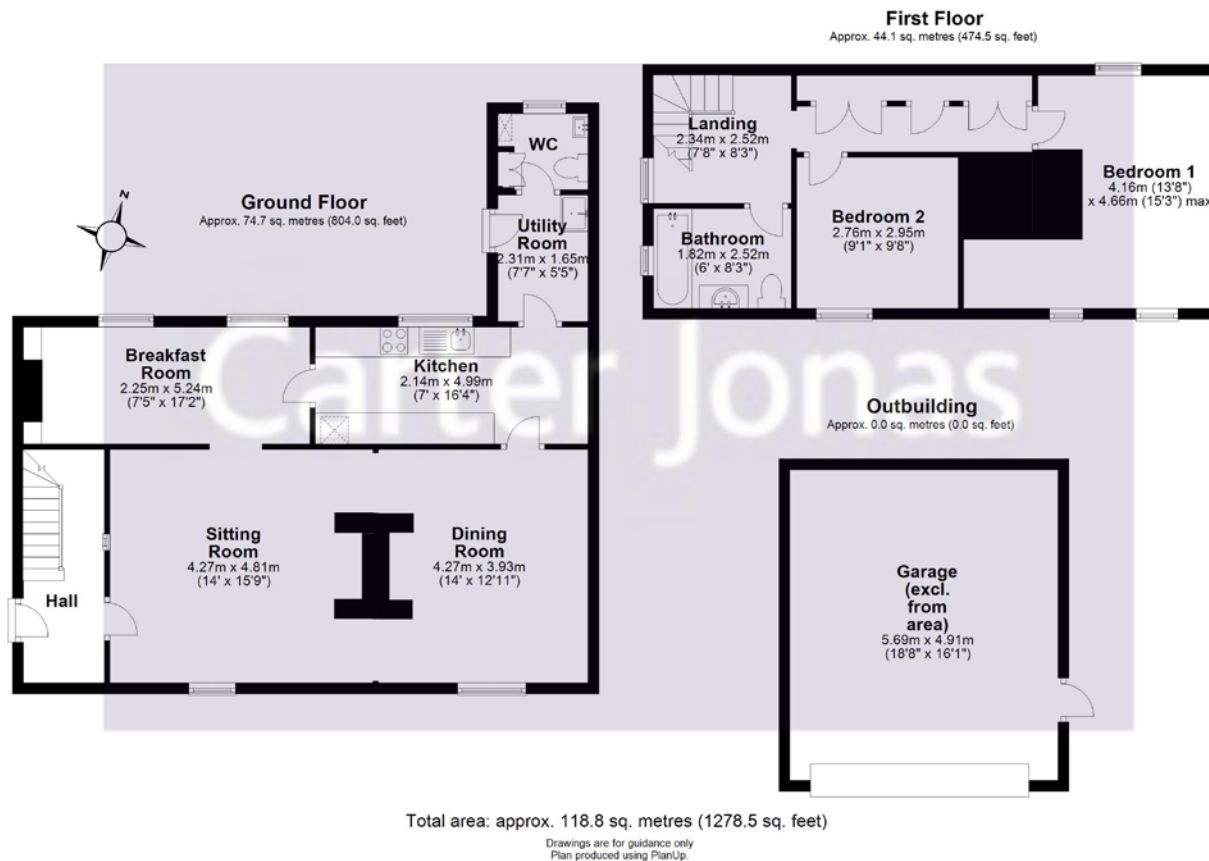 First Floor
Approx. 44.1 sq. metres (474.5 sq. feet)
Landing
2.34m x 2.52m
(7'8" x 8'3")
Bedroom 1
4.16m (13'8")
x 4.66m (15'3") max
Bedroom 2
2.76m x 2.95m
(9'1" x 9'8")
Bathroom
1.82m x 2.52m
(6' x 8'3")
Ground Floor
Approx. 74.7 sq. metres (804.0 sq. feet)
N
WC
Utility
Room
2.31m x 1.65m
(7'7" x 5'5")
Breakfast
Room
2.25m x 5.24m
(7'5" x 17'2")
Kitchen
2.14m x 4.99m
(7' x 16'4")
Carter Jonas
Sitting
Room
4.27m x 4.81m
(14' x 15'9")
Dining
Room
4.27m x 3.93m
(14' x 12'11")
Hall
Outbuilding
Approx. 0.0 sq. metres (0.0 sq. feet)
Garage
(excl.
from
area)
5.69m x 4.91m
(18'8" x 16'1")
Total area: approx. 118.8 sq. metres (1278.5 sq. feet)
Drawings are for guidance only
Plan produced using PlanUp.